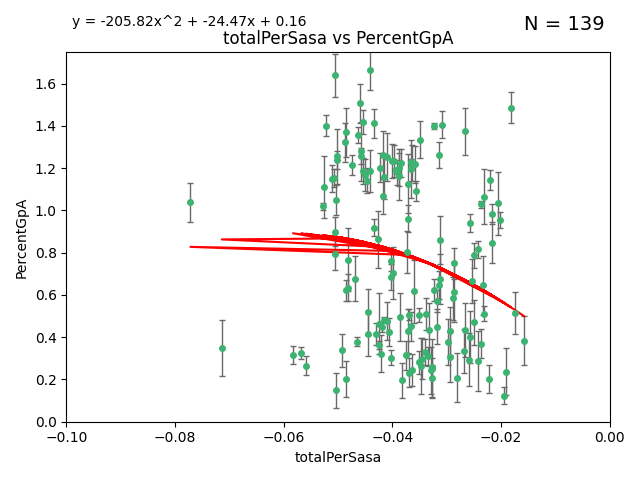 y = -205.82x^2 + -24.47x + 0.16
N = 139
totalPerSasa vs PercentGpA
PercentGpA
1.6
1.4
1.2
1.0
0.8
0.6
0.4
0.2
0.0
−0.10 −0.08 −0.06 −0.04 −0.02 0.00
totalPerSasa